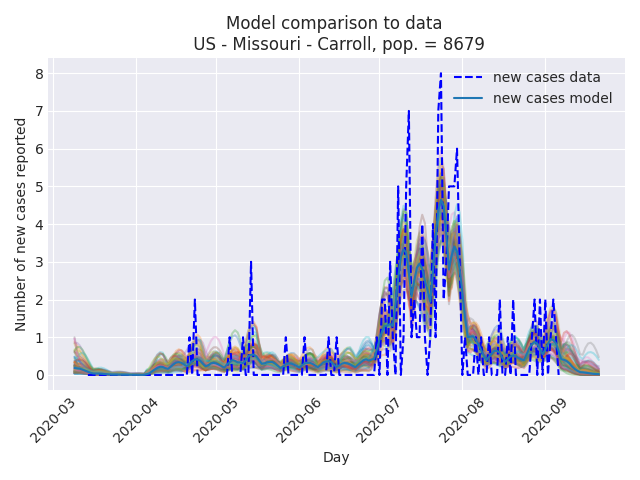 Model comparison to data
US - Missouri - Carroll, pop. = 8679
new cases data
new cases model
Number of new cases reported
8
7
6
5
4
3
2
1
0
2020-03
2020-04
2020-05
2020-06
2020-07
2020-08
2020-09
Day